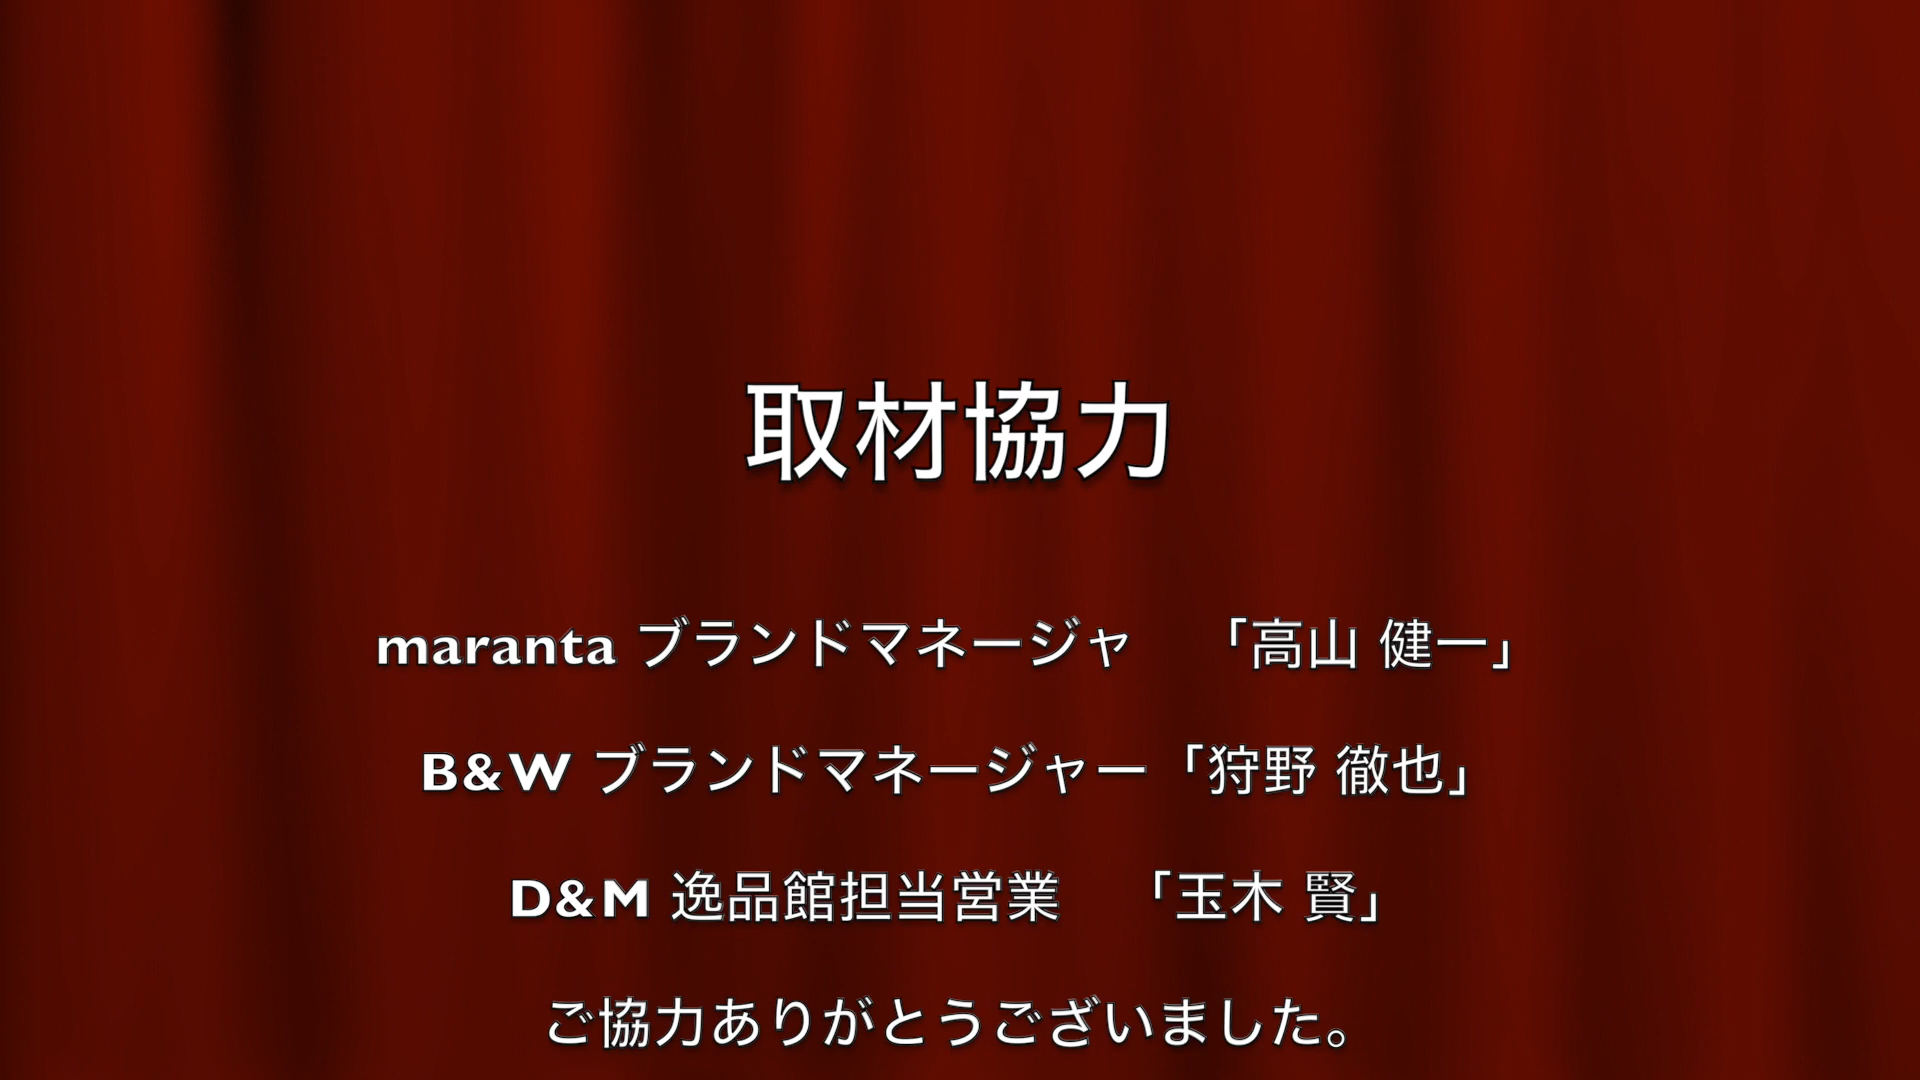 取材協力
maranta ブランドマネージャ　「高山 健一」
B&W ブランドマネージャー「狩野 徹也」
D&M 逸品館担当営業　「玉木 賢」
ご協力ありがとうございました。